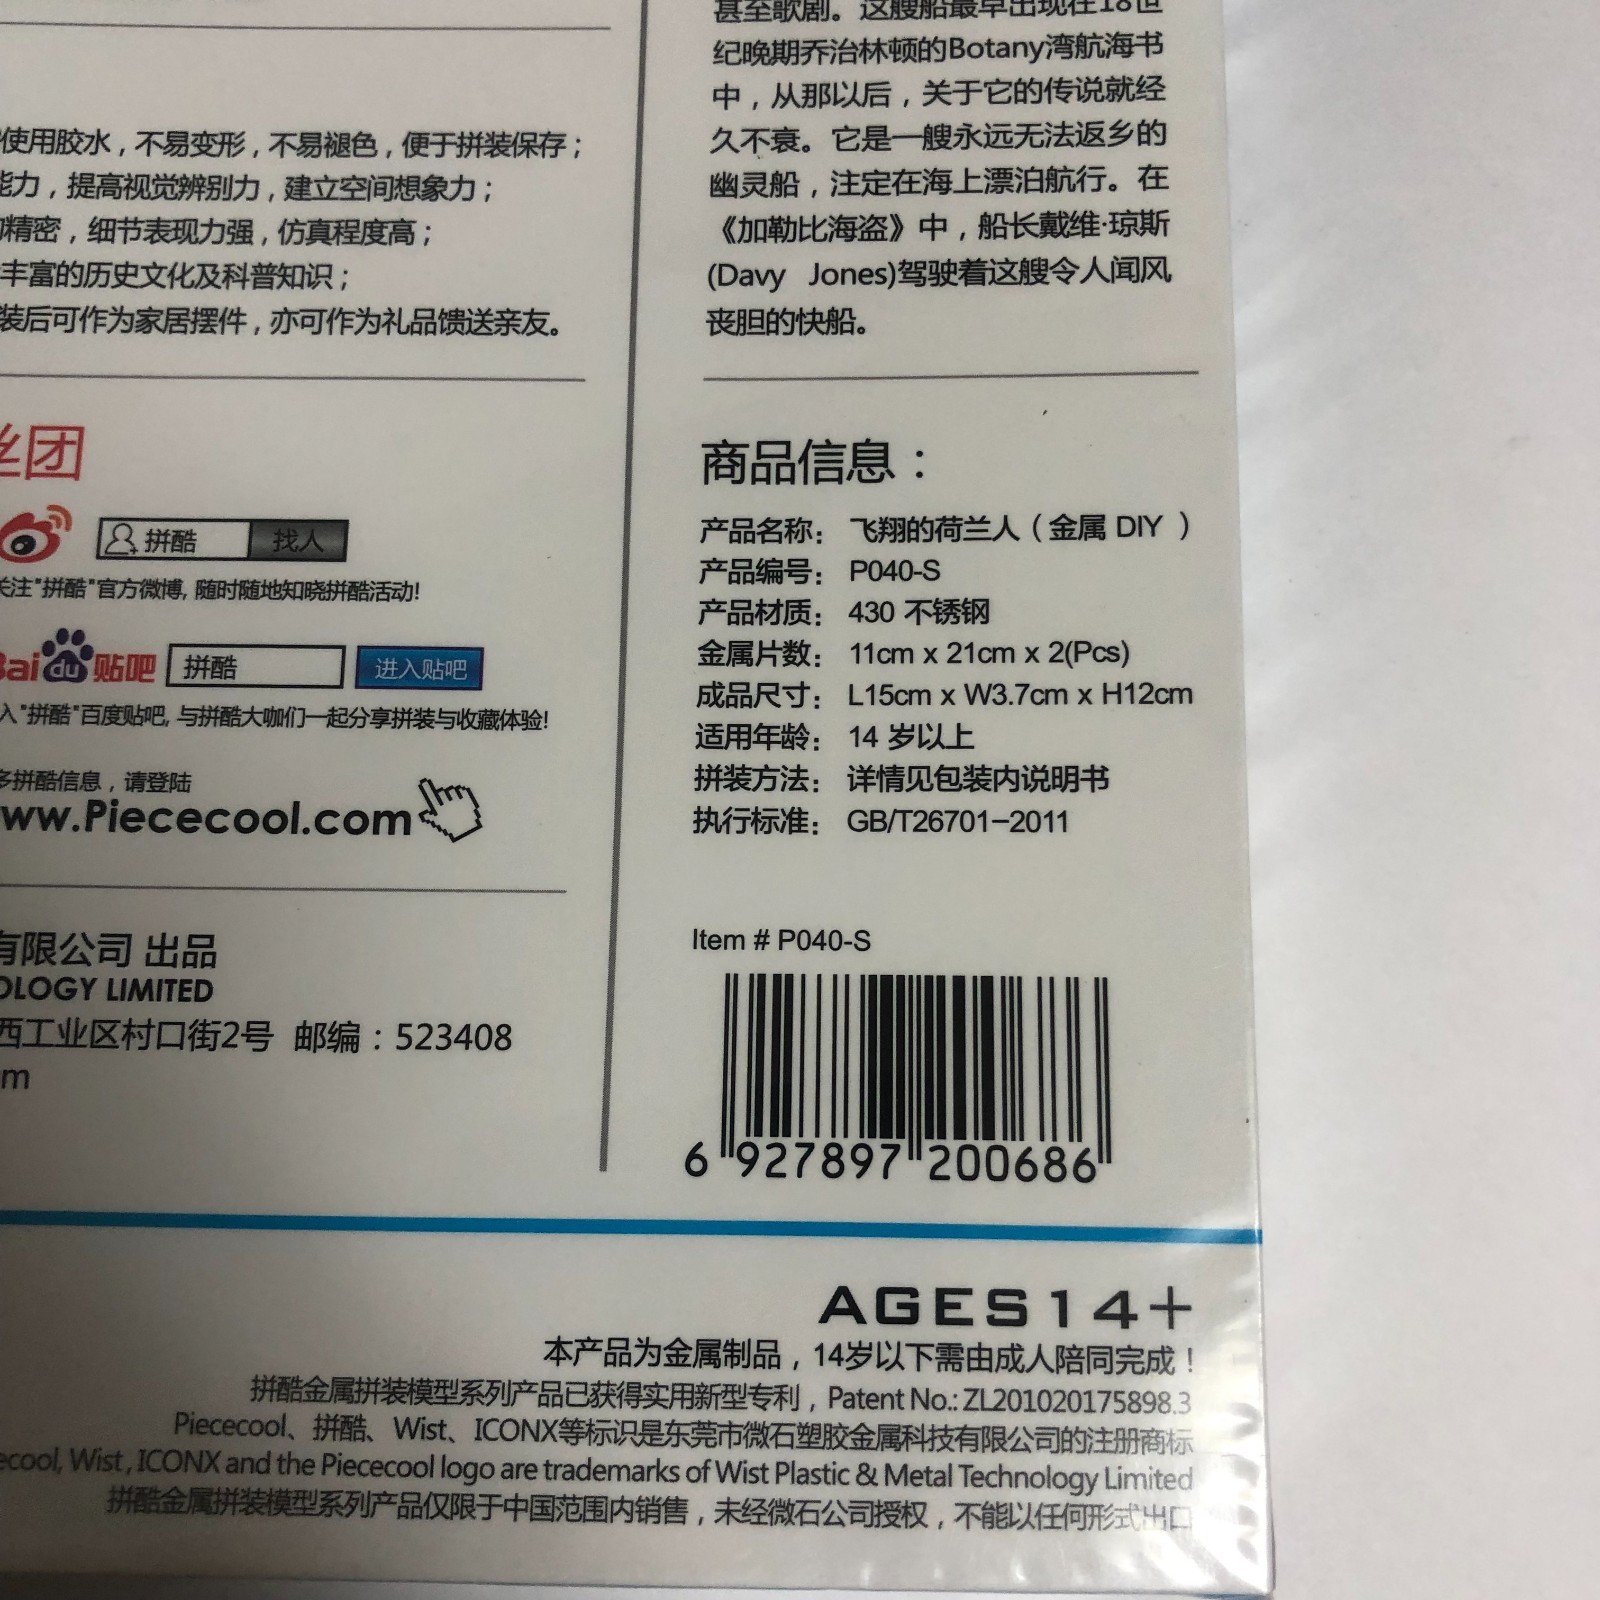 使用胶水，不易变形，不易褪色，便于拼装保存；
能力，提高视觉辨别力，建立空间想象力；
精密，细节表现力强，仿真程度高；
丰富的历史文化及科普知识；
装后可作为家居摆件，亦可作为礼品馈送亲友。
丝团
拼酷 找人
关注"拼酷"官方微博, 随时随地知晓拼酷活动!
Bai du 贴吧 拼酷 进入贴吧
入"拼酷"百度贴吧, 与拼酷大咖们一起分享拼装与收藏体验!
多拼酷信息，请登陆
ww.Piececool.com
有限公司 出品
OLOGY LIMITED
西工业区村口街2号 邮编：523408
m
甚至歌剧。这艘船最早出现在18世
纪晚期乔治林顿的Botany湾航海书
中，从那以后，关于它的传说就经
久不衰。它是一艘永远无法返乡的
幽灵船，注定在海上漂泊航行。在
《加勒比海盗》中，船长戴维·琼斯
(Davy Jones)驾驶着这艘令人闻风
丧胆的快船。
商品信息：
产品名称： 飞翔的荷兰人（金属 DIY ）
产品编号： P040-S
产品材质： 430 不锈钢
金属片数： 11cm x 21cm x 2(Pcs)
成品尺寸： L15cm x W3.7cm x H12cm
适用年龄： 14 岁以上
拼装方法： 详情见包装内说明书
执行标准： GB/T26701-2011
Item # P040-S
6 927897 200686
AGES 14+
本产品为金属制品，14岁以下需由成人陪同完成！
拼酷金属拼装模型系列产品已获得实用新型专利，Patent No.: ZL201020175898.3
Piececool、拼酷、Wist、ICONX等标识是东莞市微石塑胶金属科技有限公司的注册商标
ecool, Wist, ICONX and the Piececool logo are trademarks of Wist Plastic & Metal Technology Limited
拼酷金属拼装模型系列产品仅限于中国范围内销售，未经微石公司授权，不能以任何形式出口